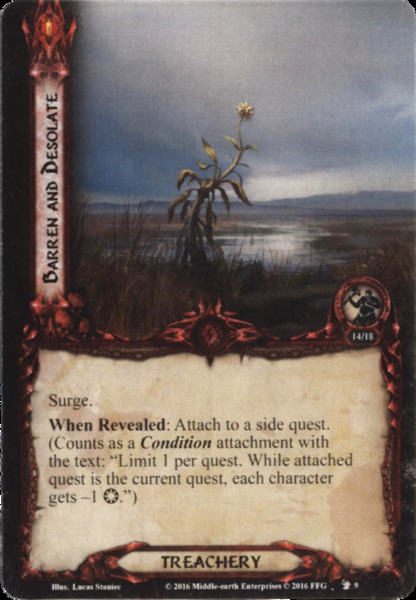 BARREN AND DESOLATE
14/18
Surge.
When Revealed: Attach to a side quest.
(Counts as a Condition attachment with
the text: “Limit 1 per quest. While attached
quest is the current quest, each character
gets –1 .”)
TREACHERY
Illus. Lucas Staniec © 2016 Middle-earth Enterprises © 2016 FFG 9